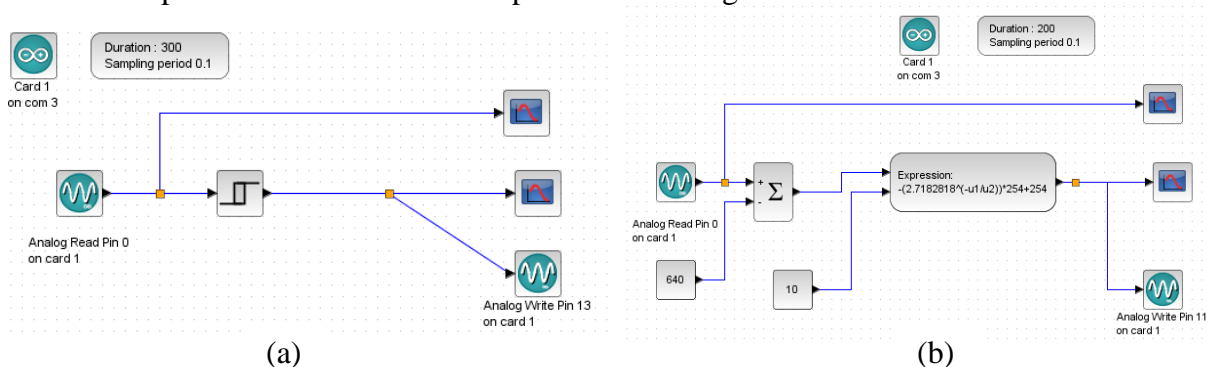 Duration : 300
Sampling period 0.1
Card 1
on com 3
Analog Read Pin 0
on card 1
Analog Write Pin 13
on card 1
(a)
Duration : 200
Sampling period 0.1
Card 1
on com 3
+
-
Σ
Expression:
-(2.7182818^(-u1/u2))*254+254
Analog Read Pin 0
on card 1
640
10
Analog Write Pin 11
on card 1
(b)